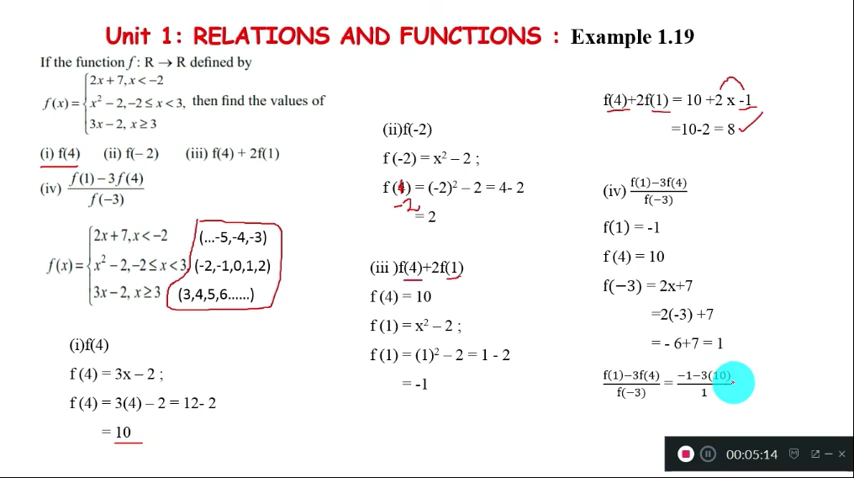 Unit 1: RELATIONS AND FUNCTIONS : Example 1.19
If the function f : R → R defined by
f(x) = { 2x + 7, x < −2
x² − 2, −2 ≤ x < 3, then find the values of
3x − 2, x ≥ 3
(i) f(4) (ii) f(− 2) (iii) f(4) + 2f(1)
(iv) f(1) − 3f(4) / f(−3)
f(x) = { 2x + 7, x < −2 (...-5,-4,-3)
x² − 2, −2 ≤ x < 3, (-2,-1,0,1,2)
3x − 2, x ≥ 3 (3,4,5,6......)
(i)f(4)
f (4) = 3x – 2 ;
f (4) = 3(4) – 2 = 12- 2
= 10
(ii)f(-2)
f (-2) = x² – 2 ;
f (4) = (-2)² – 2 = 4- 2
-2
= 2
(iii )f(4)+2f(1)
f (4) = 10
f (1) = x² – 2 ;
f (1) = (1)² – 2 = 1 - 2
= -1
f(4)+2f(1) = 10 +2 x -1
=10-2 = 8
(iv) f(1)−3f(4) / f(−3)
f(1) = -1
f (4) = 10
f(−3) = 2x+7
=2(-3) +7
= - 6+7 = 1
f(1)−3f(4) / f(−3) = −1−3(10) / 1
00:05:14